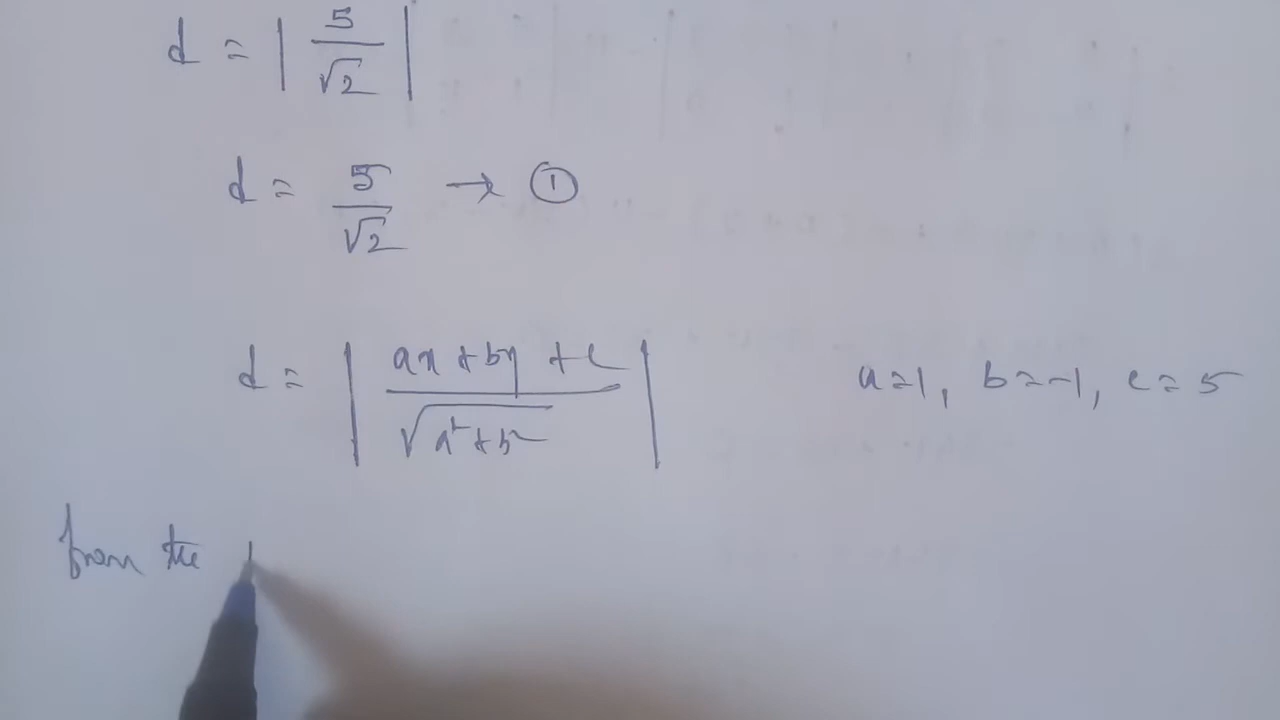 d = | 5/√2 |
d = 5/√2 → ①
d = | ax + by + c / √a² + b² | a = 1, b = -1, c = 5
from the